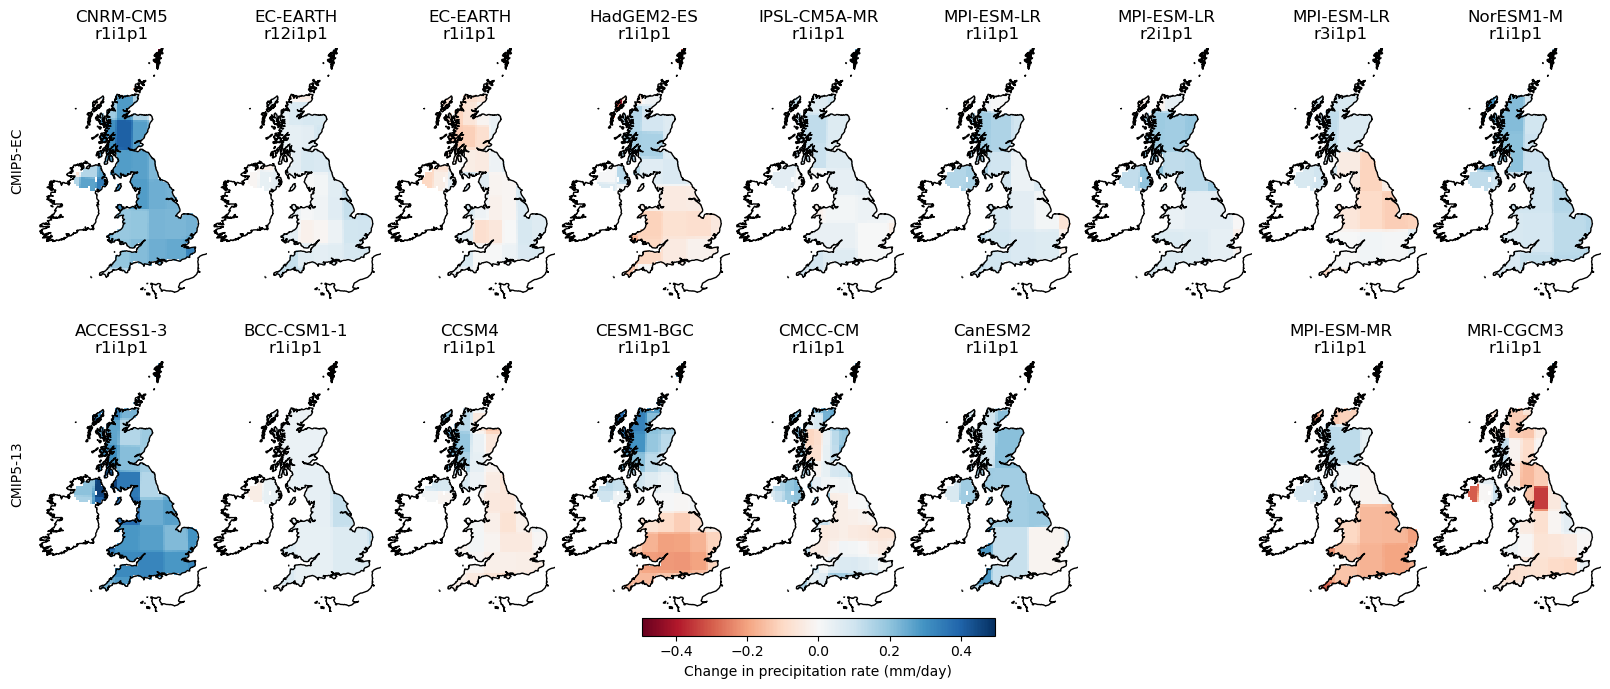 CNRM-CM5 EC-EARTH EC-EARTH HadGEM2-ES IPSL-CM5A-MR MPI-ESM-LR MPI-ESM-LR MPI-ESM-LR NorESM1-M
r1i1p1 r12i1p1 r1i1p1 r1i1p1 r1i1p1 r1i1p1 r2i1p1 r3i1p1 r1i1p1
CMIP5-EC
ACCESS1-3 BCC-CSM1-1 CCSM4 CESM1-BGC CMCC-CM CanESM2 MPI-ESM-MR MRI-CGCM3
r1i1p1 r1i1p1 r1i1p1 r1i1p1 r1i1p1 r1i1p1 r1i1p1 r1i1p1
CMIP5-13
−0.4 −0.2 0.0 0.2 0.4
Change in precipitation rate (mm/day)